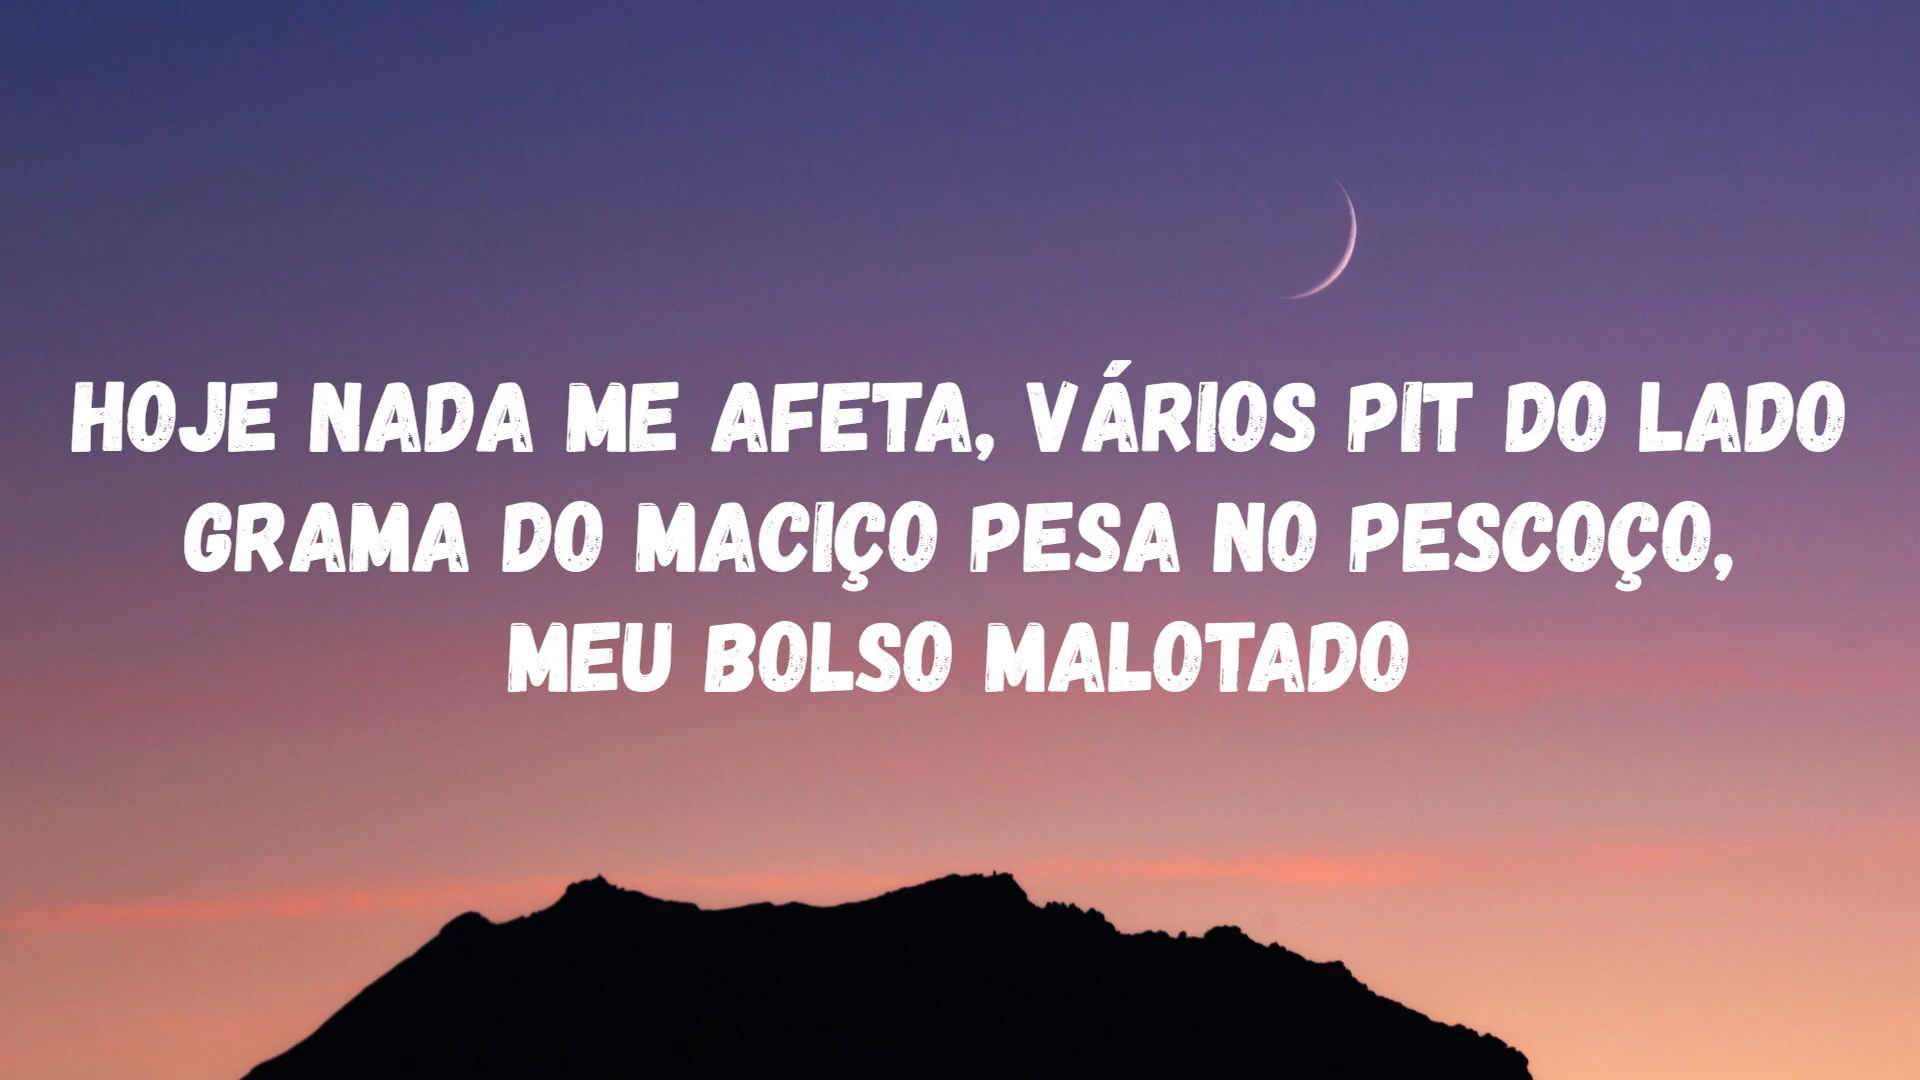 HOJE NADA ME AFETA, VÁRIOS PIT DO LADO
GRAMA DO MACIÇO PESA NO PESCOÇO,
MEU BOLSO MALOTADO